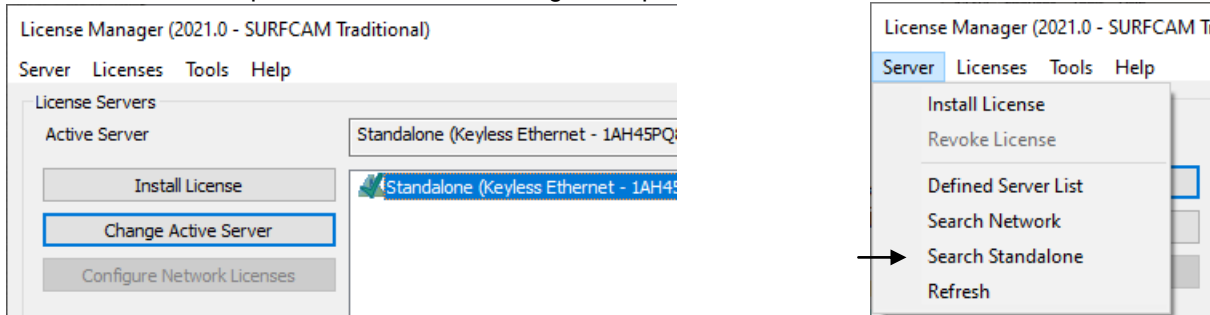 License Manager (2021.0 - SURFCAM Traditional)
Server Licenses Tools Help
License Servers
Active Server
Standalone (Keyless Ethernet -
Install License
Standalone (Keyless Ethernet -
Change Active Server
Configure Network Licenses
License Manager (2021.0 - SURFCAM
Server Licenses Tools Help
Install License
Revoke License
Defined Server List
Search Network
Search Standalone
Refresh